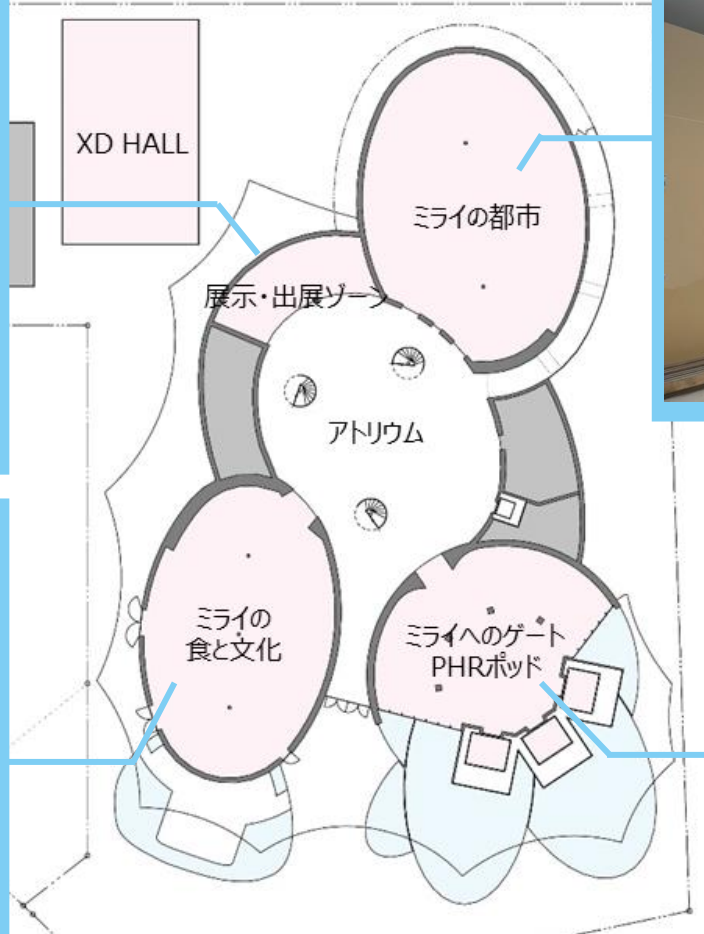 XD HALL
ミライの都市
展示・出展ゾーン
アトリウム
ミライの
食と文化
ミライへのゲート
PHRポッド